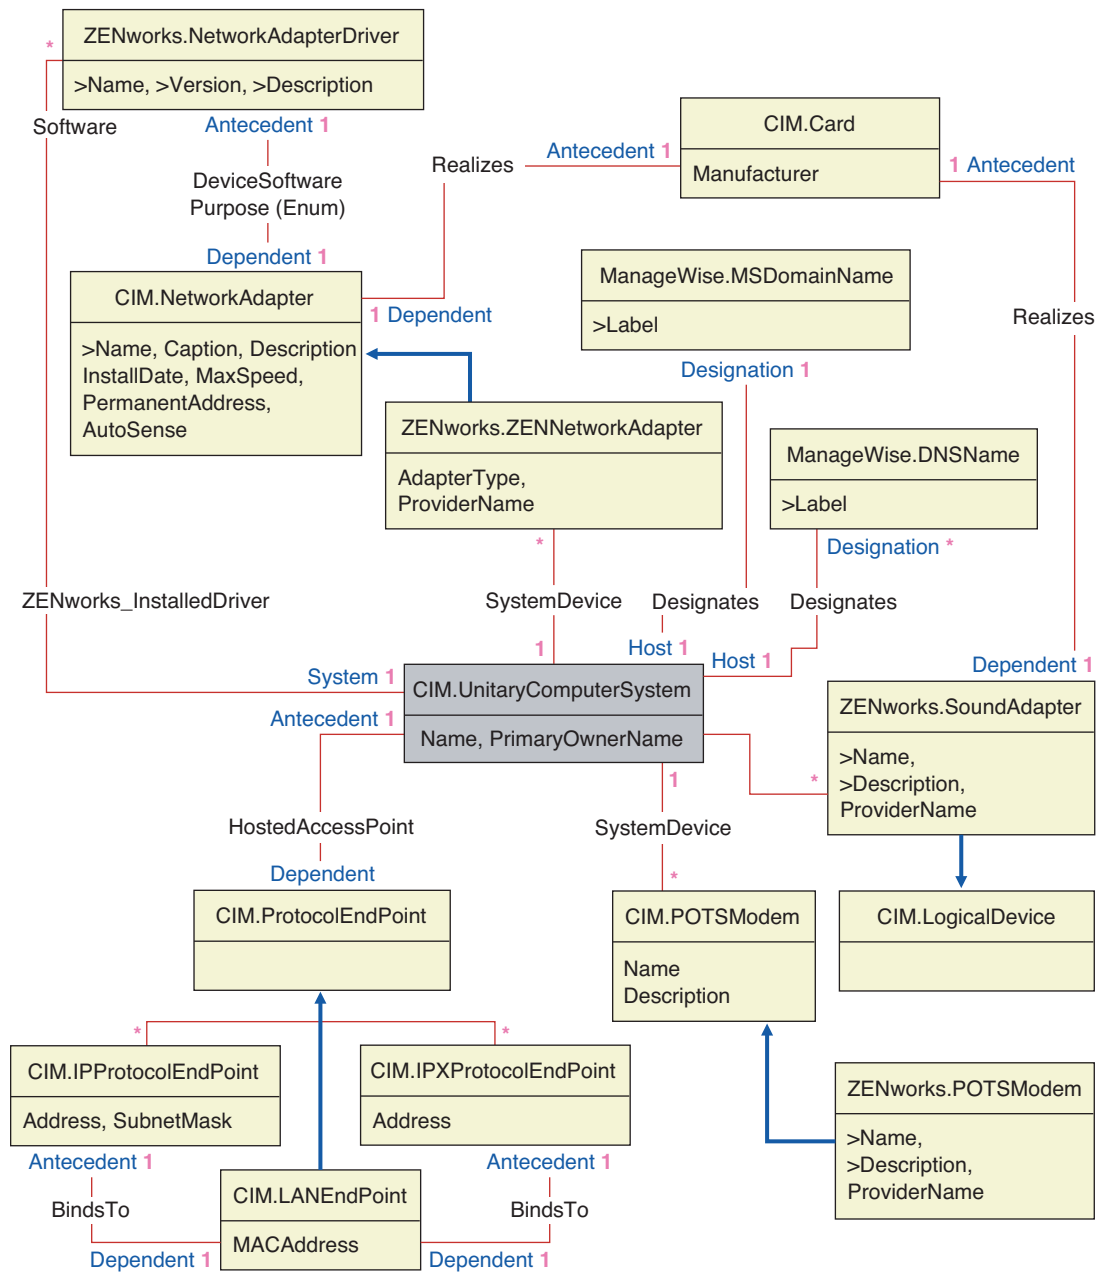 ZENworks.NetworkAdapterDriver
*
>Name, >Version, >Description
Software
Antecedent 1
DeviceSoftware
Purpose (Enum)
Dependent 1
Realizes
Antecedent 1
CIM.Card
Manufacturer
1 Antecedent
Realizes
CIM.NetworkAdapter
>Name, Caption, Description
InstallDate, MaxSpeed,
PermanentAddress,
AutoSense
1 Dependent
ManageWise.MSDomainName
>Label
Designation 1
ZENworks.ZENNetworkAdapter
AdapterType,
ProviderName
*
ManageWise.DNSName
>Label
Designation *
ZENworks_InstalledDriver
SystemDevice
Designates
Designates
1
Host 1
Host 1
Dependent 1
System 1
CIM.UnitaryComputerSystem
Name, PrimaryOwnerName
Antecedent 1
ZENworks.SoundAdapter
>Name,
>Description,
ProviderName
*
1
HostedAccessPoint
SystemDevice
Dependent
*
CIM.ProtocolEndPoint
CIM.POTSModem
Name
Description
CIM.LogicalDevice
*
*
CIM.IPProtocolEndPoint
Address, SubnetMask
CIM.IPXProtocolEndPoint
Address
ZENworks.POTSModem
>Name,
>Description,
ProviderName
Antecedent 1
Antecedent 1
BindsTo
CIM.LANEndPoint
MACAddress
BindsTo
Dependent 1
Dependent 1